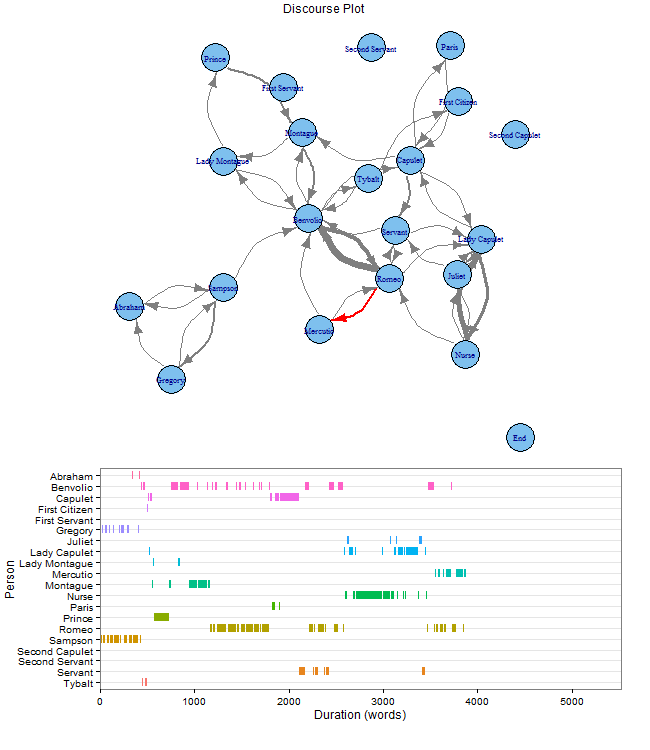 Discourse Plot
Second Servant
Paris
Prince
First Servant
First Citizen
Montague
Second Capulet
Lady Montague
Capulet
Tybalt
Benvolio
Servant
Lady Capulet
Romeo
Juliet
Sampson
Abraham
Mercutio
Nurse
Gregory
End
Abraham
Benvolio
Capulet
First Citizen
First Servant
Gregory
Juliet
Lady Capulet
Lady Montague
Mercutio
Montague
Nurse
Paris
Prince
Romeo
Sampson
Second Capulet
Second Servant
Servant
Tybalt
Person
0 1000 2000 3000 4000 5000
Duration (words)